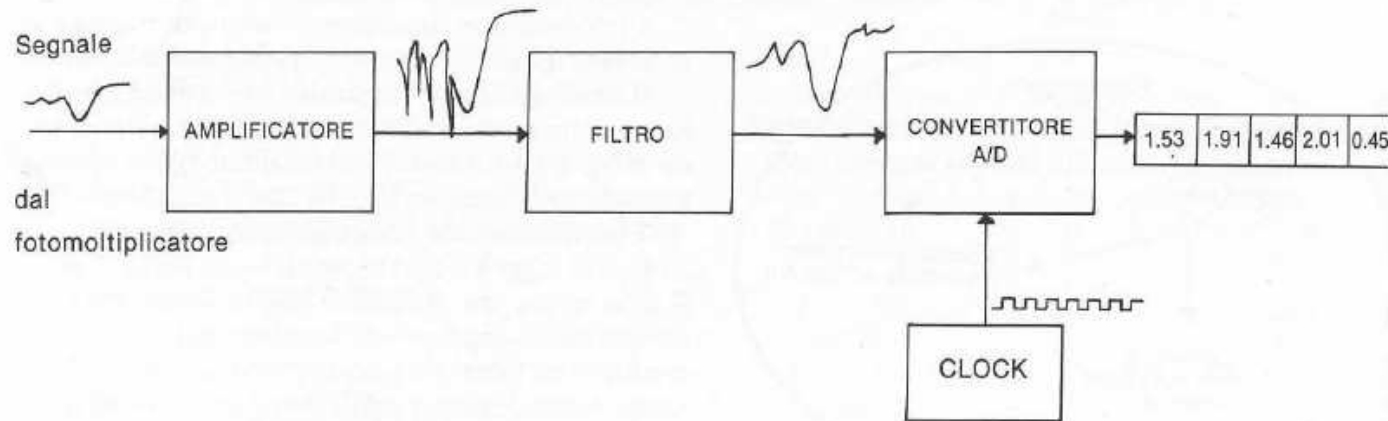 Segnale
dal
fotomoltiplicatore
AMPLIFICATORE
FILTRO
CONVERTITORE
A/D
1.53 1.91 1.46 2.01 0.45
CLOCK